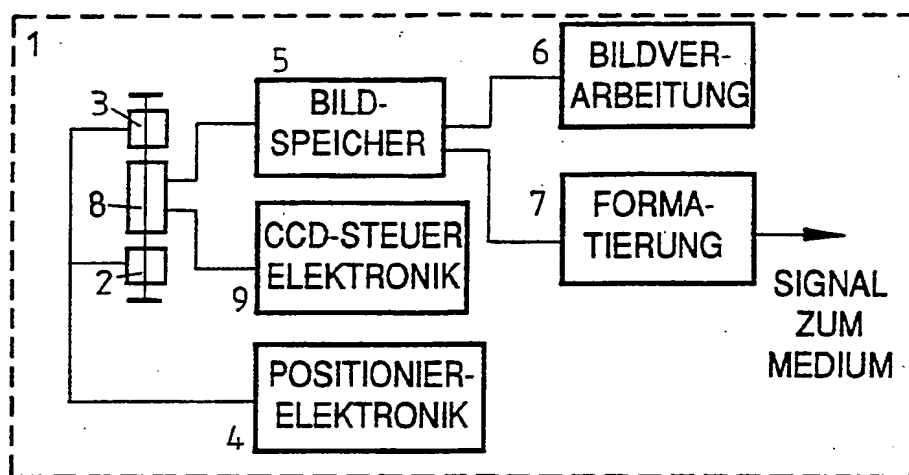 1
3
8
2
5
BILD-
SPEICHER
6
BILDVER-
ARBEITUNG
7
FORMA-
TIERUNG
CCD-STEUER
ELEKTRONIK
9
POSITIONIER-
ELEKTRONIK
4
SIGNAL
ZUM
MEDIUM